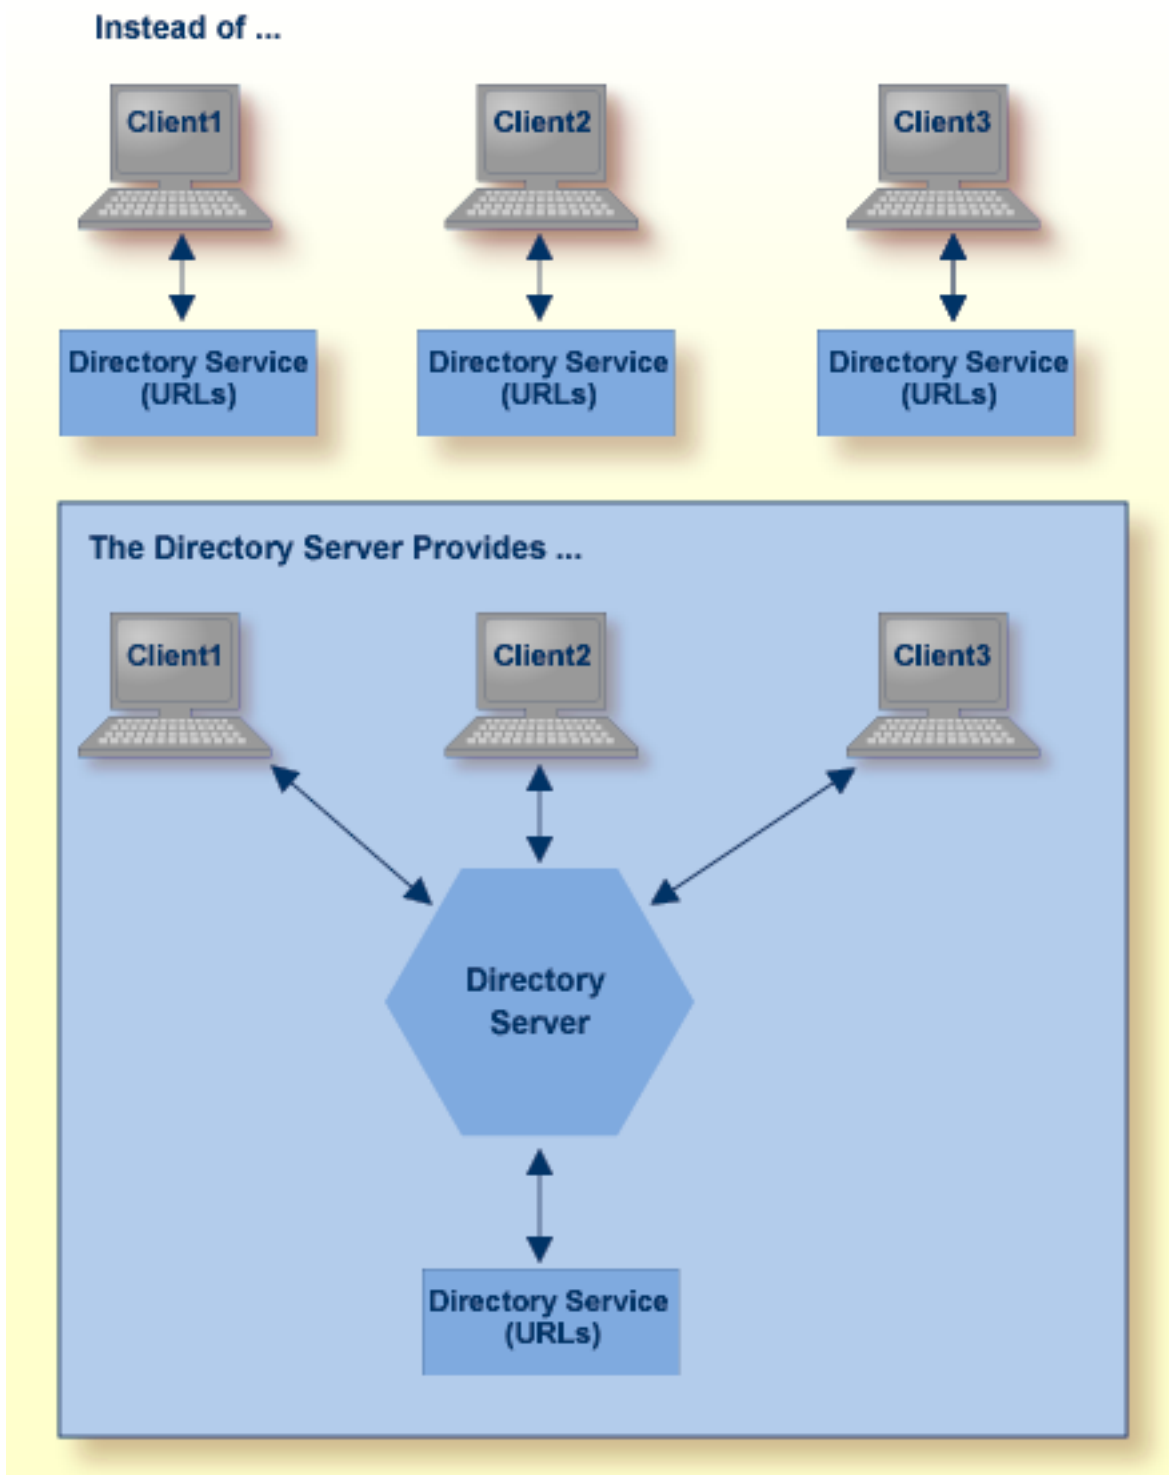 Instead of ...
Client1
Client2
Client3
Directory Service
(URLs)
Directory Service
(URLs)
Directory Service
(URLs)
The Directory Server Provides ...
Client1
Client2
Client3
Directory
Server
Directory Service
(URLs)